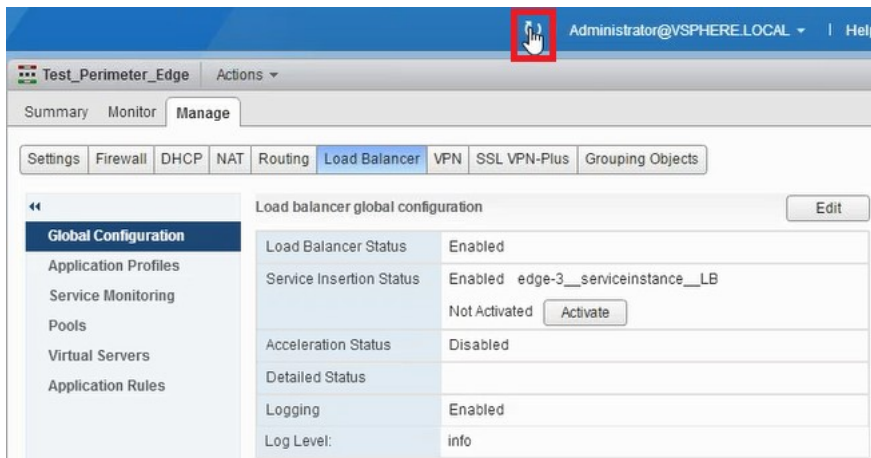 Administrator@VSPHERE.LOCAL | Help
Test_Perimeter_Edge Actions
Summary Monitor Manage
Settings Firewall DHCP NAT Routing Load Balancer VPN SSL VPN-Plus Grouping Objects
Load balancer global configuration Edit
Global Configuration
Application Profiles
Service Monitoring
Pools
Virtual Servers
Application Rules
Load Balancer Status Enabled
Service Insertion Status Enabled edge-3__serviceinstance__LB
Not Activated Activate
Acceleration Status Disabled
Detailed Status
Logging Enabled
Log Level: info